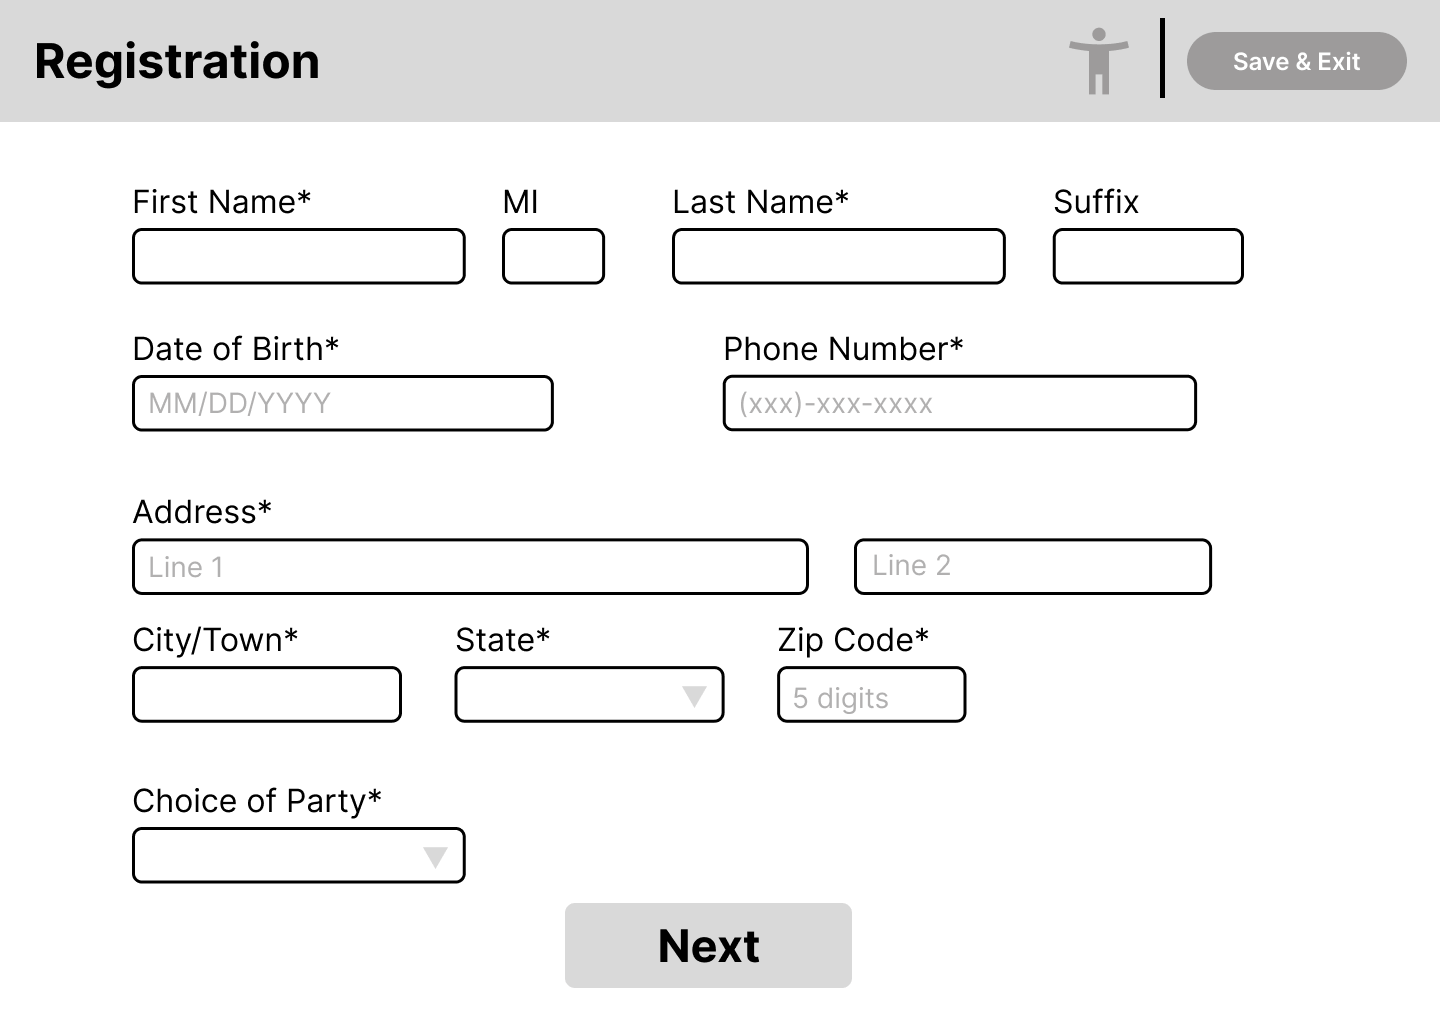 Registration
Save & Exit
First Name*
MI
Last Name*
Suffix
Date of Birth*
Phone Number*
MM/DD/YYYY
(xxx)-xxx-xxxx
Address*
Line 1
Line 2
City/Town*
State*
Zip Code*
5 digits
Choice of Party*
Next